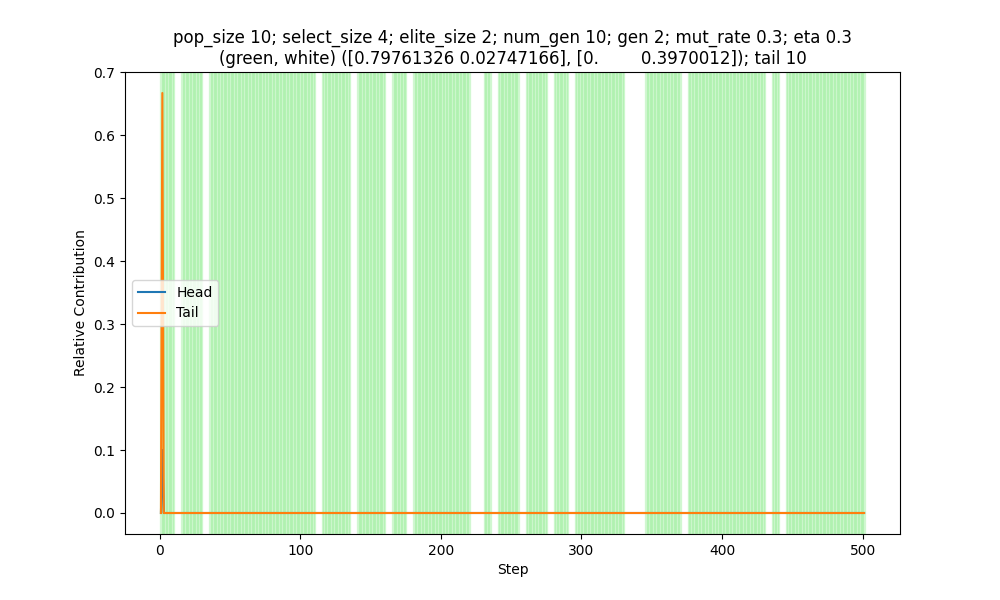 pop_size 10; select_size 4; elite_size 2; num_gen 10; gen 2; mut_rate 0.3; eta 0.3
(green, white) ([0.79761326 0.02747166], [0.        0.3970012]); tail 10
0.7
0.6
0.5
0.4
0.3
0.2
0.1
0.0
Relative Contribution
Head
Tail
0
100
200
300
400
500
Step